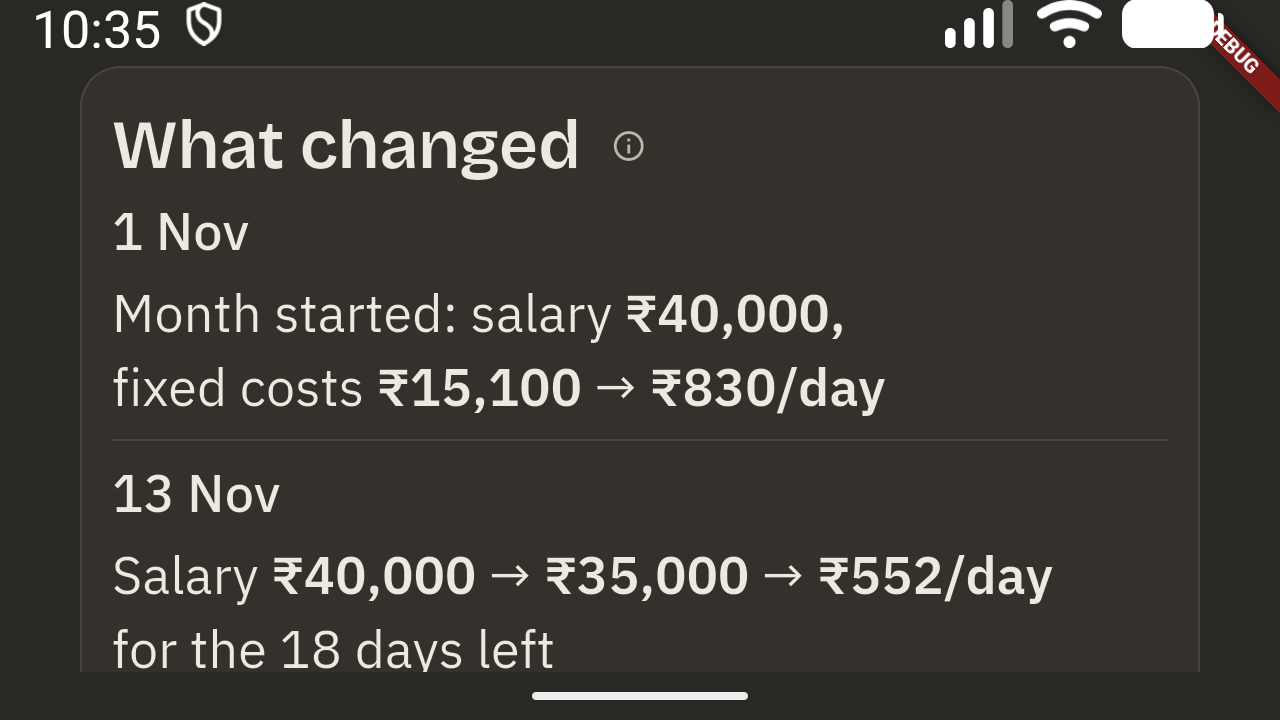 10:35
DEBUG
What changed
1 Nov
Month started: salary ₹40,000,
fixed costs ₹15,100 → ₹830/day
13 Nov
Salary ₹40,000 → ₹35,000 → ₹552/day
for the 18 days left